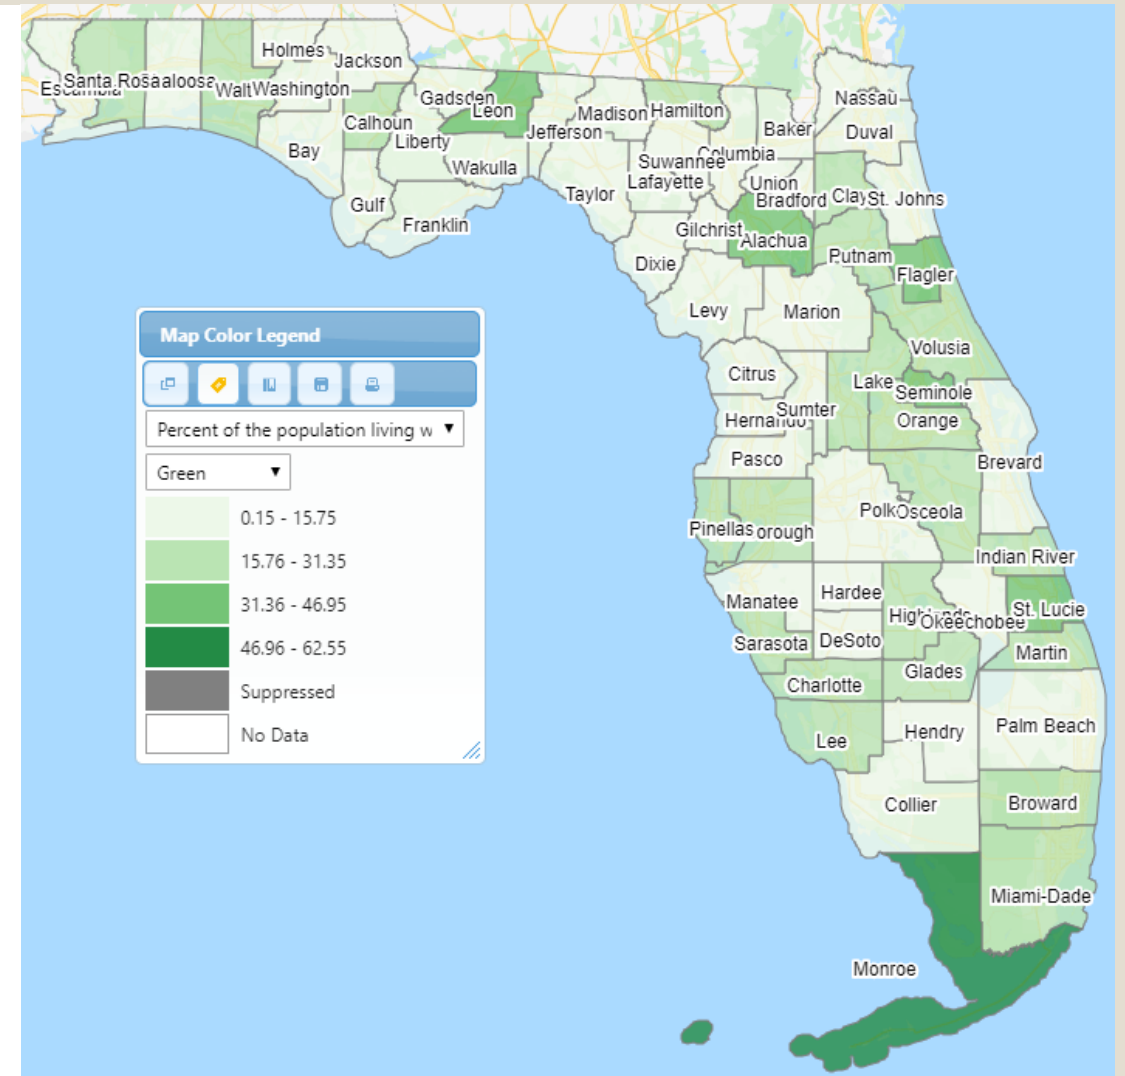 Holmes
Jackson
Santa Rosa
Walt
Washington
Gadsden
Leon
Madison
Hamilton
Nassau
Calhoun
Liberty
Jefferson
Baker
Duval
Bay
Wakulla
Suwannee
Columbia
Lafayette
Union
Taylor
Bradford
Clay
St. Johns
Gulf
Franklin
Gilchrist
Alachua
Dixie
Putnam
Flagler
Levy
Marion
Volusia
Citrus
Lake
Seminole
Sumter
Orange
Pasco
Brevard
Polk
Osceola
Pinellas
orough
Indian River
Manatee
Hardee
St. Lucie
Okeechobee
Sarasota
DeSoto
Martin
Charlotte
Glades
Lee
Hendry
Palm Beach
Collier
Broward
Miami-Dade
Monroe
Map Color Legend
Percent of the population living w
Green
0.15 - 15.75
15.76 - 31.35
31.36 - 46.95
46.96 - 62.55
Suppressed
No Data